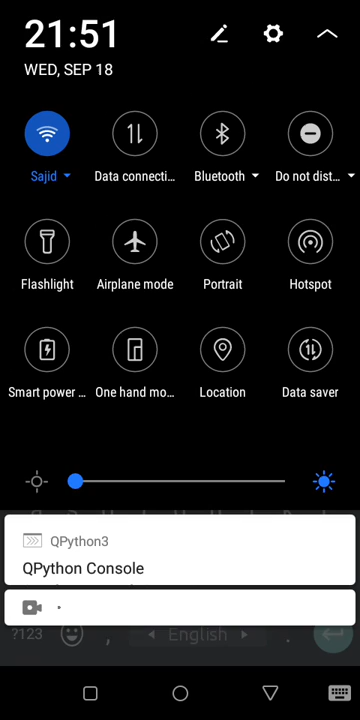 21:51
WED, SEP 18
Sajid
Data connecti...
Bluetooth
Do not dist...
Flashlight
Airplane mode
Portrait
Hotspot
Smart power ...
One hand mo...
Location
Data saver
QPython3
QPython Console
?123
,
English
.